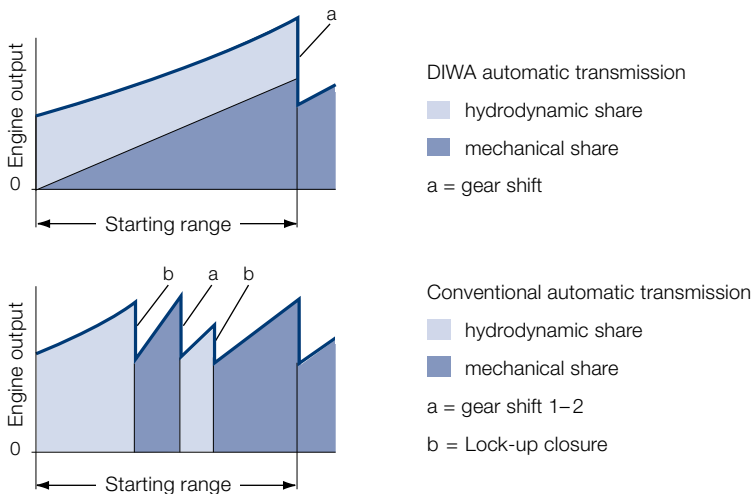 a
Engine output
0
Starting range
DIWA automatic transmission
hydrodynamic share
mechanical share
a = gear shift
b
a
b
Engine output
0
Starting range
Conventional automatic transmission
hydrodynamic share
mechanical share
a = gear shift 1–2
b = Lock-up closure